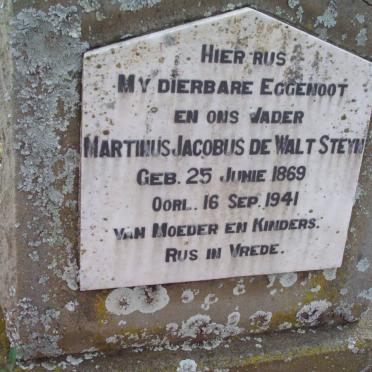 HIER RUS
MY DIERBARE EGGENOOT
EN ONS VADER
MARTINUS JACOBUS DE WALT STEYN
GEB. 25 JUNIE 1869
OORL. 16 SEP. 1941
VAN MOEDER EN KINDERS.
RUS IN VREDE.